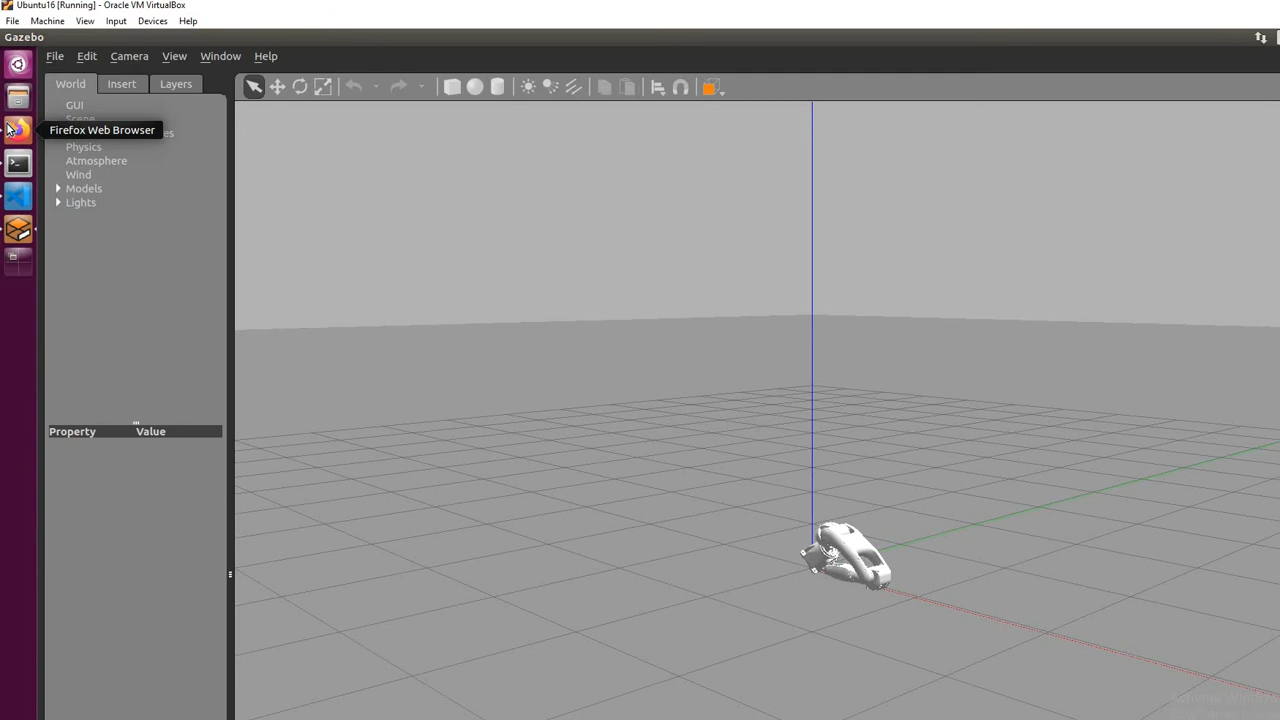 Ubuntu16 [Running] - Oracle VM VirtualBox
File Machine View Input Devices Help
Gazebo
File Edit Camera View Window Help
World Insert Layers
GUI
Scene
Firefox Web Browser
Physics
Atmosphere
Wind
Models
Lights
Property Value